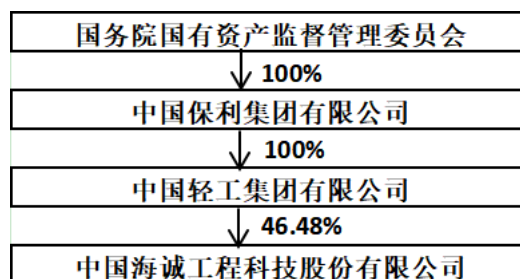 国务院国有资产监督管理委员会
100%
中国保利集团有限公司
100%
中国轻工集团有限公司
46.48%
中国海诚工程科技股份有限公司